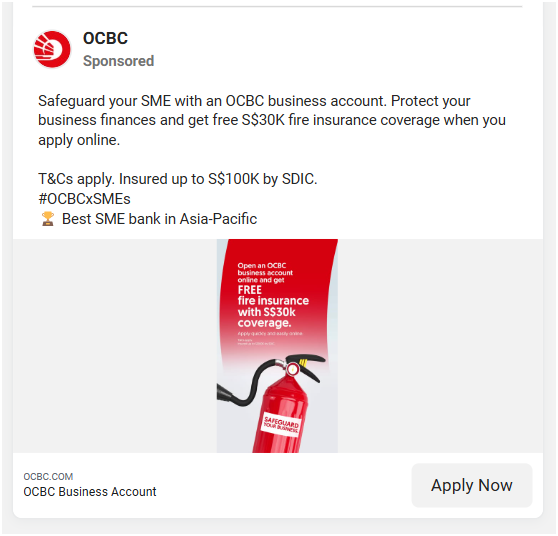 OCBC
Sponsored
Safeguard your SME with an OCBC business account. Protect your
business finances and get free S$30K fire insurance coverage when you
apply online.
T&Cs apply. Insured up to S$100K by SDIC.
#OCBCxSMEs
🏆 Best SME bank in Asia-Pacific
Open an OCBC
business account
online and get
FREE
fire insurance
with S$30k
coverage.
Apply quickly and easily online.
SAFEGUARD
YOUR BUSINESS
OCBC.COM
OCBC Business Account
Apply Now